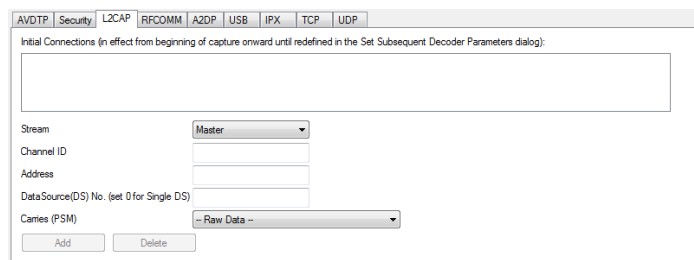 AVDTP Security L2CAP RFCOMM A2DP USB IPX TCP UDP
Initial Connections (in effect from beginning of capture onward until redefined in the Set Subsequent Decoder Parameters dialog):
Stream Master
Channel ID
Address
DataSource(DS) No. (set 0 for Single DS)
Carries (PSM) -- Raw Data --
Add Delete